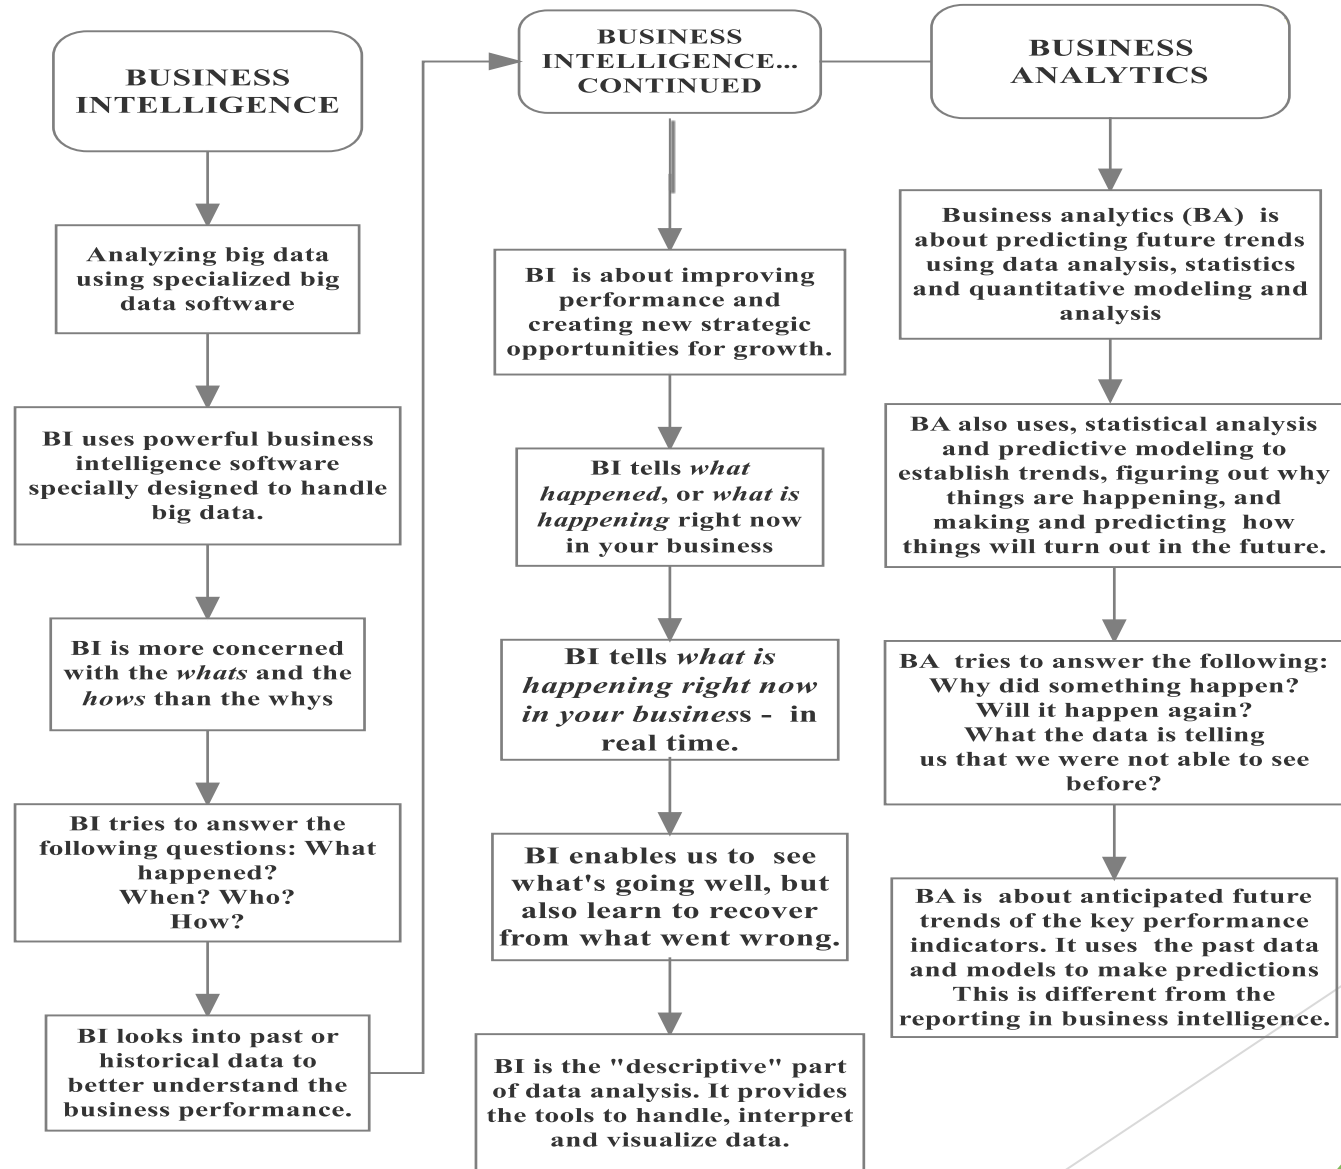 BUSINESS
INTELLIGENCE
Analyzing big data
using specialized big
data software
BI uses powerful business
intelligence software
specially designed to handle
big data.
BI is more concerned
with the whats and the
hows than the whys
BI tries to answer the
following questions: What
happened?
When? Who?
How?
BI looks into past or
historical data to
better understand the
business performance.
BUSINESS
INTELLIGENCE...
CONTINUED
BI is about improving
performance and
creating new strategic
opportunities for growth.
BI tells what
happened, or what is
happening right now
in your business
BI tells what is
happening right now
in your business - in
real time.
BI enables us to see
what's going well, but
also learn to recover
from what went wrong.
BI is the "descriptive" part
of data analysis. It provides
the tools to handle, interpret
and visualize data.
BUSINESS
ANALYTICS
Business analytics (BA) is
about predicting future trends
using data analysis, statistics
and quantitative modeling and
analysis
BA also uses, statistical analysis
and predictive modeling to
establish trends, figuring out why
things are happening, and
making and predicting how
things will turn out in the future.
BA tries to answer the following:
Why did something happen?
Will it happen again?
What the data is telling
us that we were not able to see
before?
BA is about anticipated future
trends of the key performance
indicators. It uses the past data
and models to make predictions
This is different from the
reporting in business intelligence.